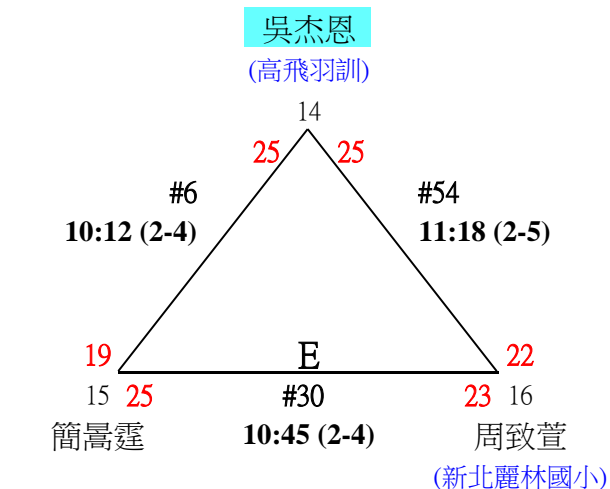 吳杰恩
(高飛羽訓)
14
25 25
#6 #54
10:12 (2-4) 11:18 (2-5)
19 E 22
15 25 #30 23 16
簡暠霆 10:45 (2-4) 周致萱
(新北麗林國小)